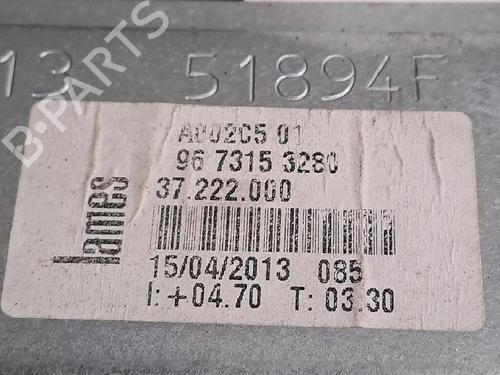 13 51894F
A002C5 01
96 7315 3280
37.222.000
lames
15/04/2013 085
I: +04.70 T: 03.30
B-PARTS